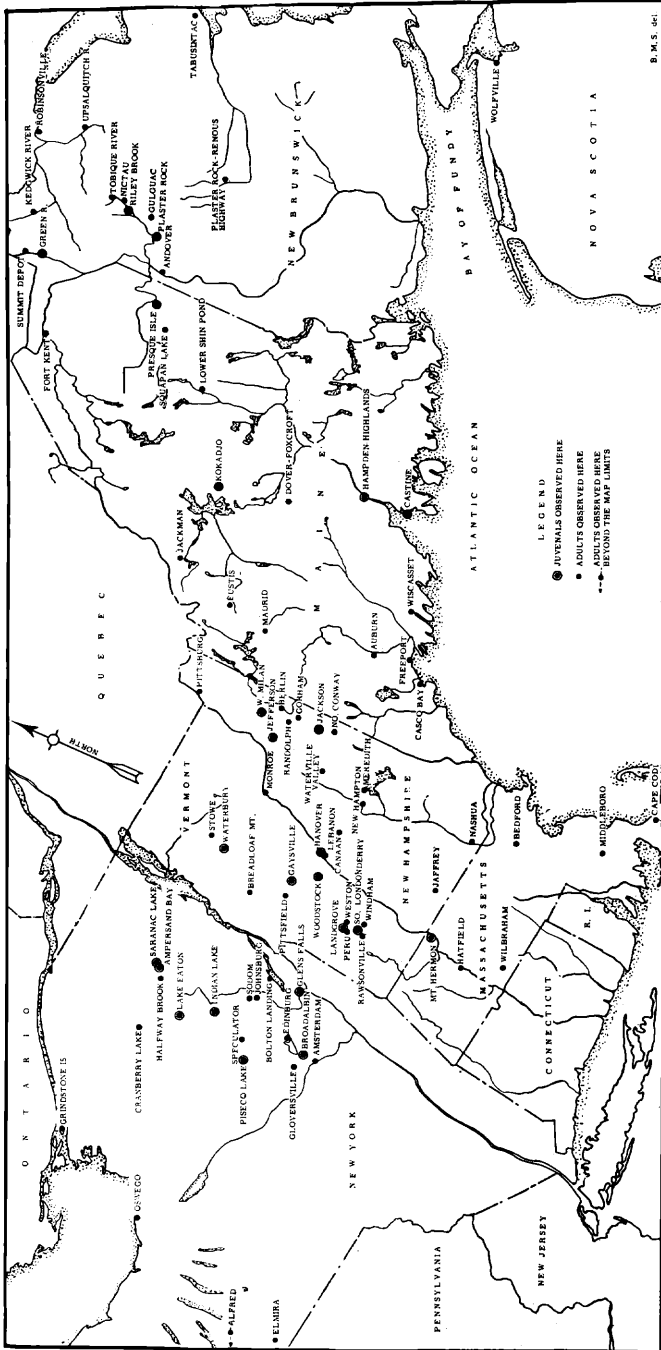 ONTARIO
QUEBEC
NORTH
GRINDSTONE IS
OSWEGO
CRANBERRY LAKE
SARANAC LAKE
AMPERSAND BAY
HALFWAY BROOK
LAKE EATON
INDIAN LAKE
SODOM
JOHNSBURG
SPECULATOR
PISECO LAKE
BOLTON LANDING
GLENS FALLS
EDINBURG
BROADALBIN
GLOVERSVILLE
AMSTERDAM
ALFRED
ELMIRA
NEW YORK
PENNSYLVANIA
NEW JERSEY
VERMONT
STOWE
WATERBURY
BREADLOAF MT.
GAYSVILLE
PITTSFIELD
WOODSTOCK
LANDGROVE
PERU
WESTON
SO. LONDONDERRY
RAWSONVILLE
WINDHAM
PITTSBURG
W. MILAN
JEFFERSON
BERLIN
RANDOLPH
GORHAM
MONROE
JACKSON
NO. CONWAY
WATERVILLE
VALLEY
HANOVER
LEBANON
CANAAN
NEW HAMPTON
MEREDITH
NEW HAMPSHIRE
JAFFREY
NASHUA
MT. HERMON
HATFIELD
WILBRAHAM
MASSACHUSETTS
BEDFORD
MIDDLEBORO
CAPE COD
CONNECTICUT
R. I.
JACKMAN
EUSTIS
MADRID
KOKADJO
DOVER-FOXCROFT
MAINE
AUBURN
FREEPORT
CASCO BAY
WISCASSET
HAMPDEN HIGHLANDS
CASTINE
FORT KENT
PRESQUE ISLE
SQUAPAN LAKE
LOWER SHIN POND
SUMMIT DEPOT
GREEN R.
KEDGWICK RIVER
ROBINSONVILLE
UPSALQUITCH R.
TOBIQUE RIVER
NICTAU
RILEY BROOK
GULQUAC
PLASTER ROCK
ANDOVER
TABUSINTAC
PLASTER ROCK-RENOUS
HIGHWAY
NEW BRUNSWICK
BAY OF FUNDY
WOLFVILLE
NOVA SCOTIA
ATLANTIC OCEAN
LEGEND
JUVENALS OBSERVED HERE
ADULTS OBSERVED HERE
ADULTS OBSERVED HERE
BEYOND THE MAP LIMITS
B.M.S. del